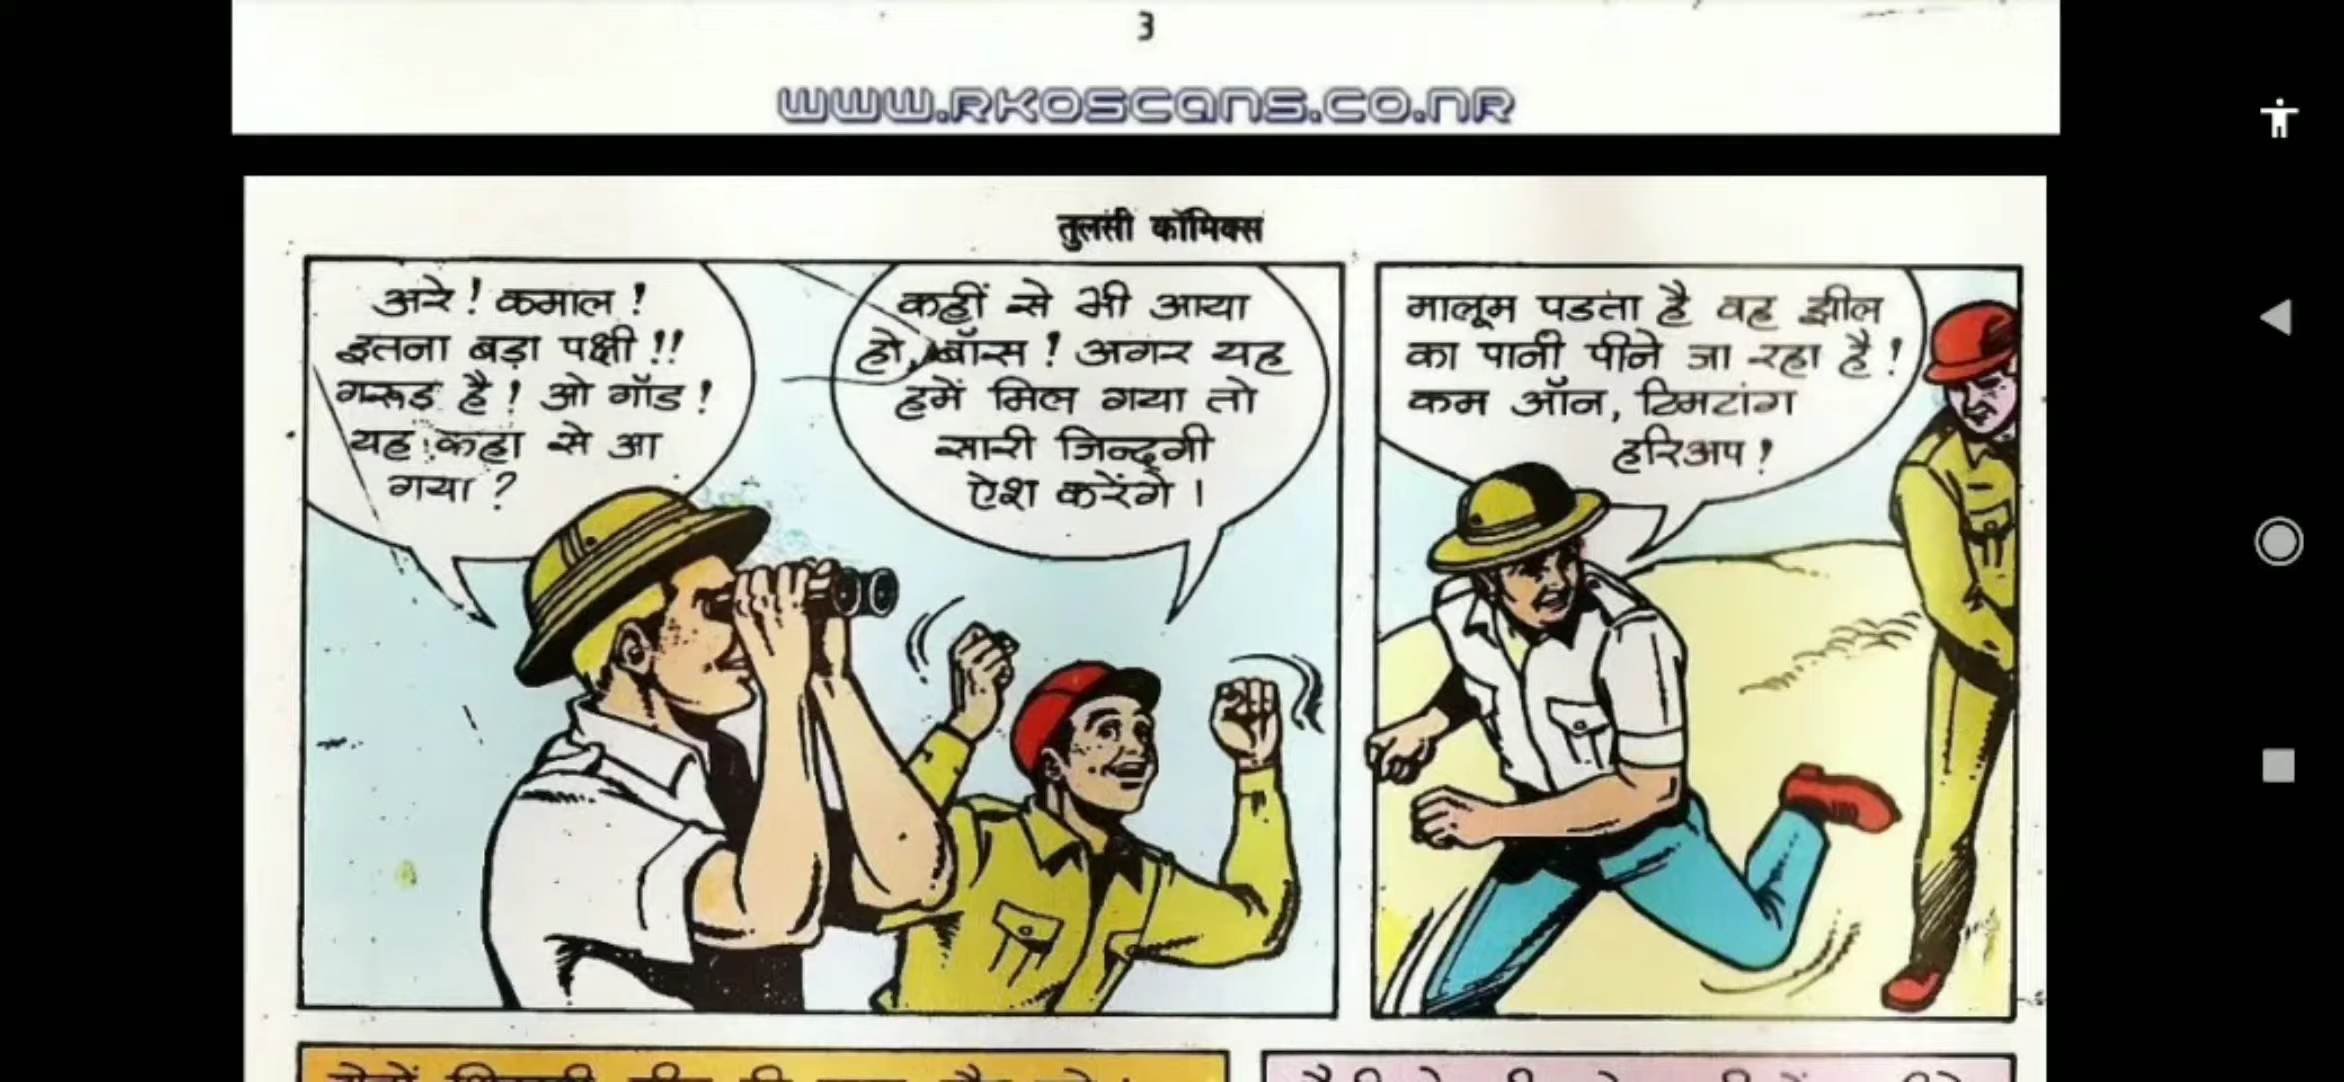 3
www.RKOSCANS.CO.NR
तुलसी कॉमिक्स
अरे! कमाल!
इतना बड़ा पक्षी!!
गरूड़ है! ओ गॉड!
यह कहा से आ
गया?
कहीं से भी आया
हो, बॉस! अगर यह
हमें मिल गया तो
सारी जिन्दगी
ऐश करेंगे।
मालूम पडता है वह झील
का पानी पीने जा रहा है!
कम ऑन, टिमटांग
हरिअप!